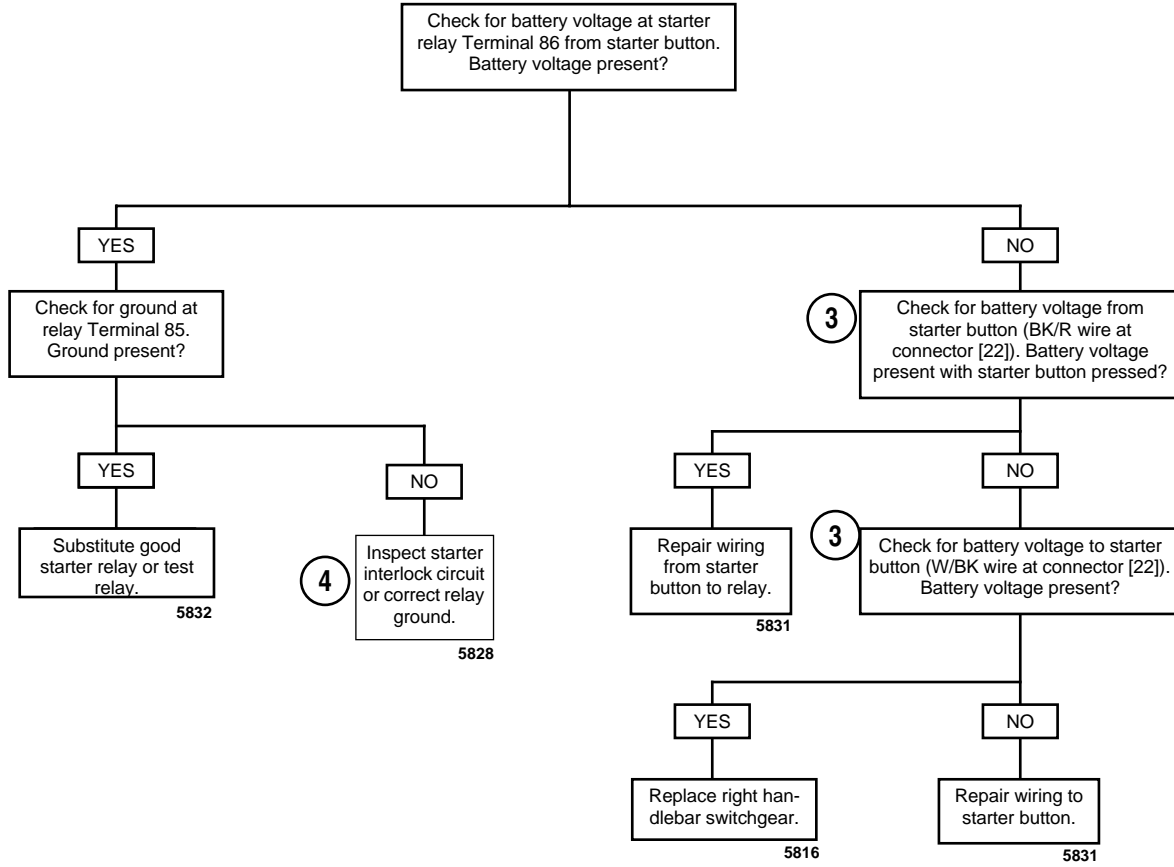 Check for battery voltage at starter
relay Terminal 86 from starter button.
Battery voltage present?
YES
NO
Check for ground at
relay Terminal 85.
Ground present?
3
Check for battery voltage from
starter button (BK/R wire at
connector [22]). Battery voltage
present with starter button pressed?
YES
NO
YES
NO
Substitute good
starter relay or test
relay.
5832
4
Inspect starter
interlock circuit
or correct relay
ground.
5828
Repair wiring
from starter
button to relay.
5831
3
Check for battery voltage to starter
button (W/BK wire at connector [22]).
Battery voltage present?
YES
NO
Replace right han-
dlebar switchgear.
5816
Repair wiring to
starter button.
5831